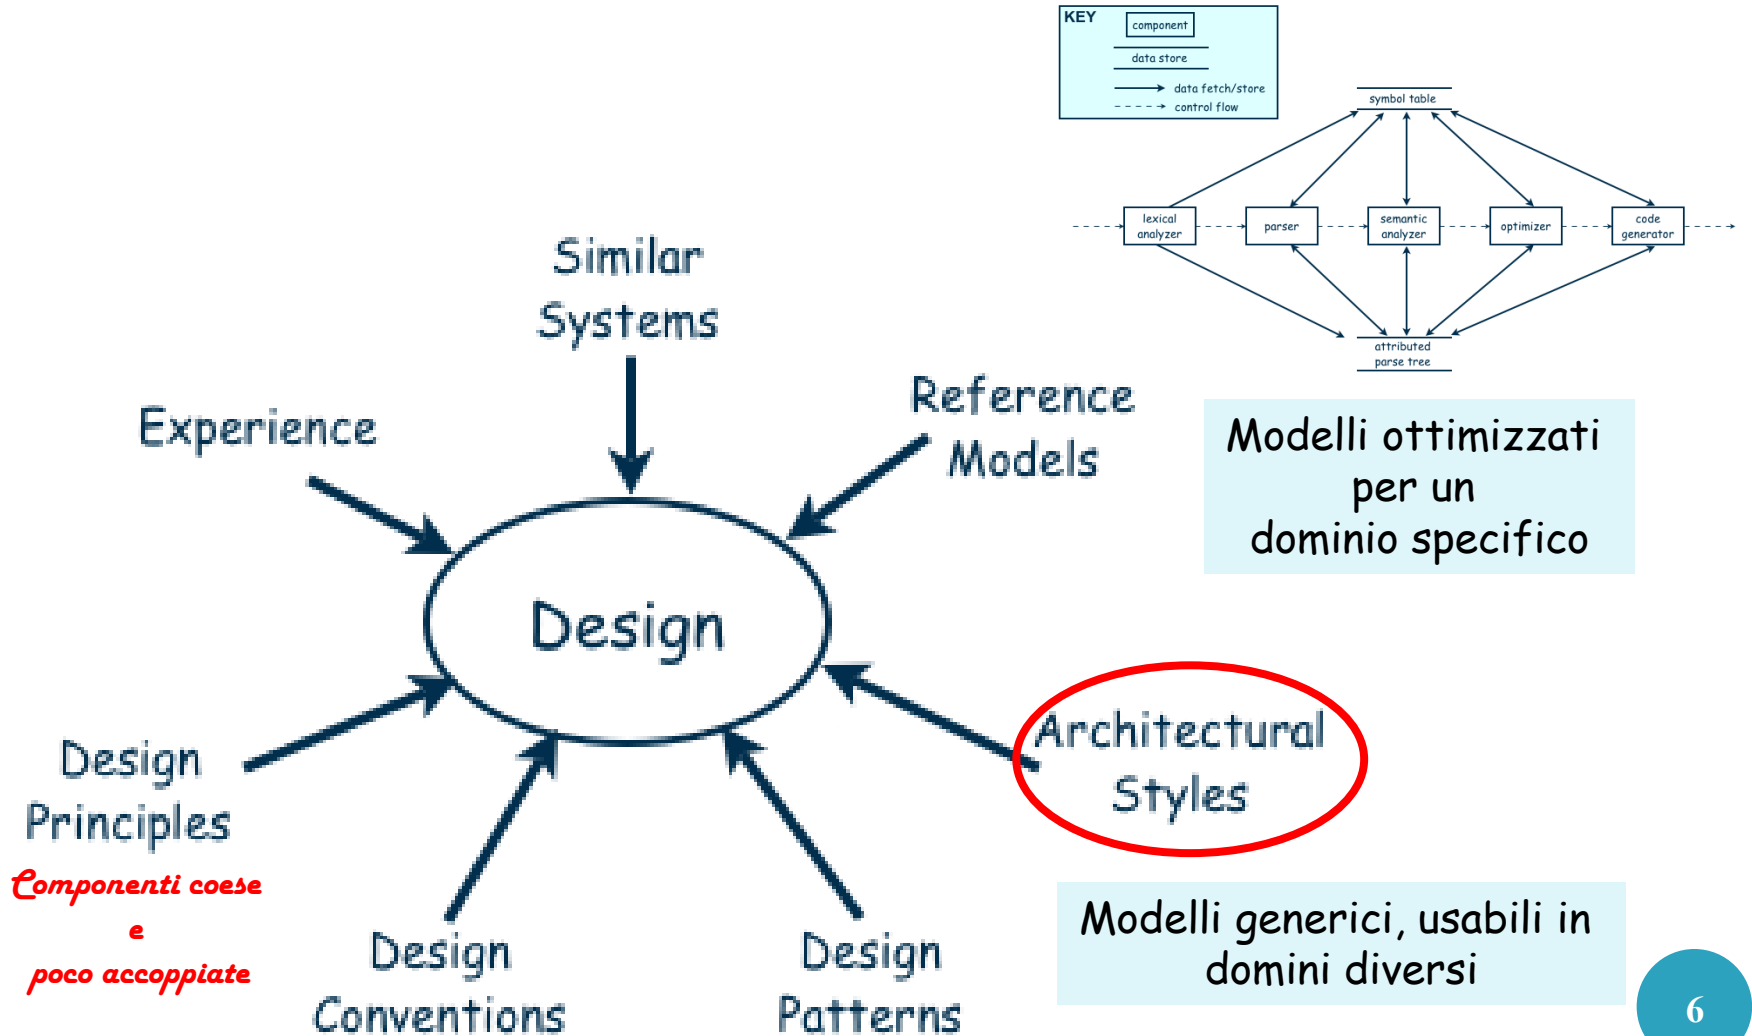 KEY
component
data store
data fetch/store
control flow
symbol table
lexical
analyzer
parser
semantic
analyzer
optimizer
code
generator
attributed
parse tree
Similar
Systems
Experience
Reference
Models
Modelli ottimizzati
per un
dominio specifico
Design
Architectural
Styles
Design
Principles
Componenti coese
e
poco accoppiate
Design
Conventions
Design
Patterns
Modelli generici, usabili in
domini diversi
6